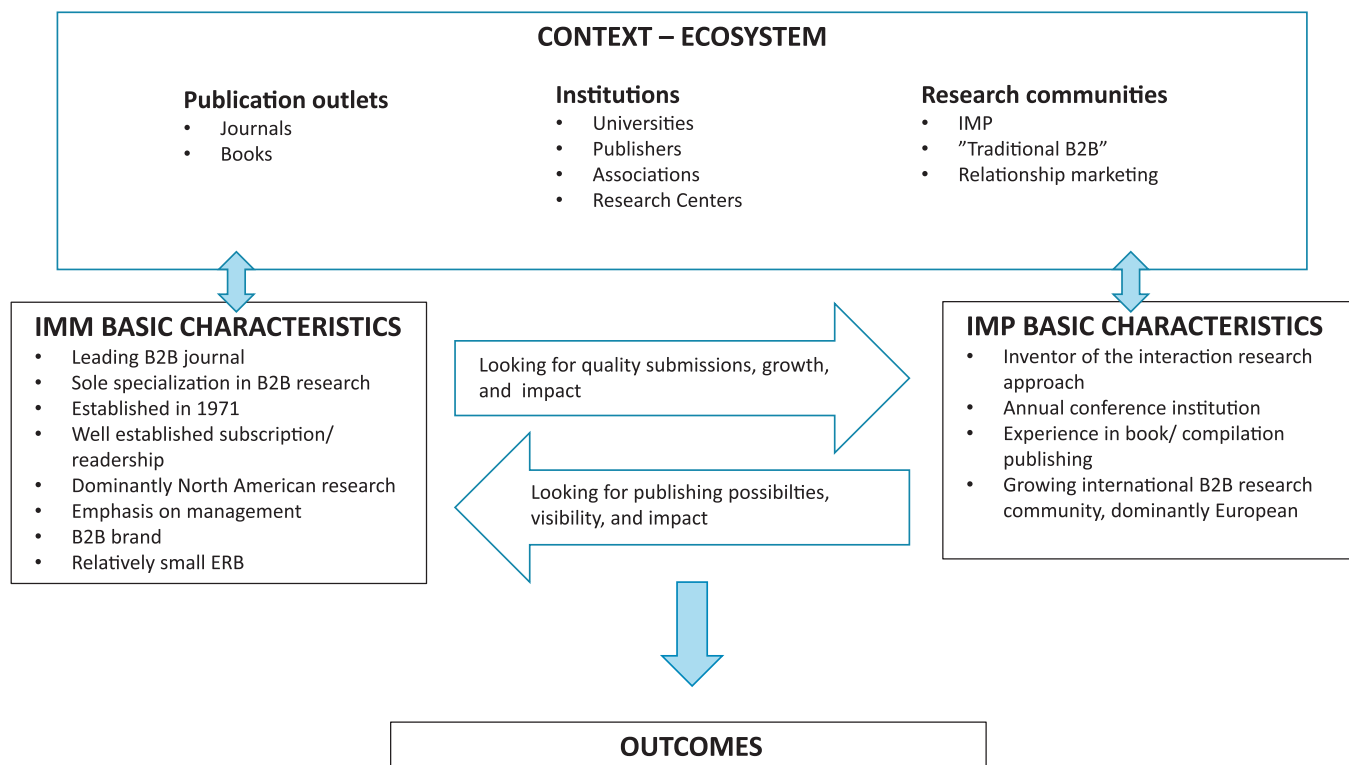 CONTEXT – ECOSYSTEM
Publication outlets
• Journals
• Books
Institutions
• Universities
• Publishers
• Associations
• Research Centers
Research communities
• IMP
• ”Traditional B2B”
• Relationship marketing
IMM BASIC CHARACTERISTICS
• Leading B2B journal
• Sole specialization in B2B research
• Established in 1971
• Well established subscription/
readership
• Dominantly North American research
• Emphasis on management
• B2B brand
• Relatively small ERB
Looking for quality submissions, growth,
and impact
Looking for publishing possibilties,
visibility, and impact
IMP BASIC CHARACTERISTICS
• Inventor of the interaction research
approach
• Annual conference institution
• Experience in book/ compilation
publishing
• Growing international B2B research
community, dominantly European
OUTCOMES